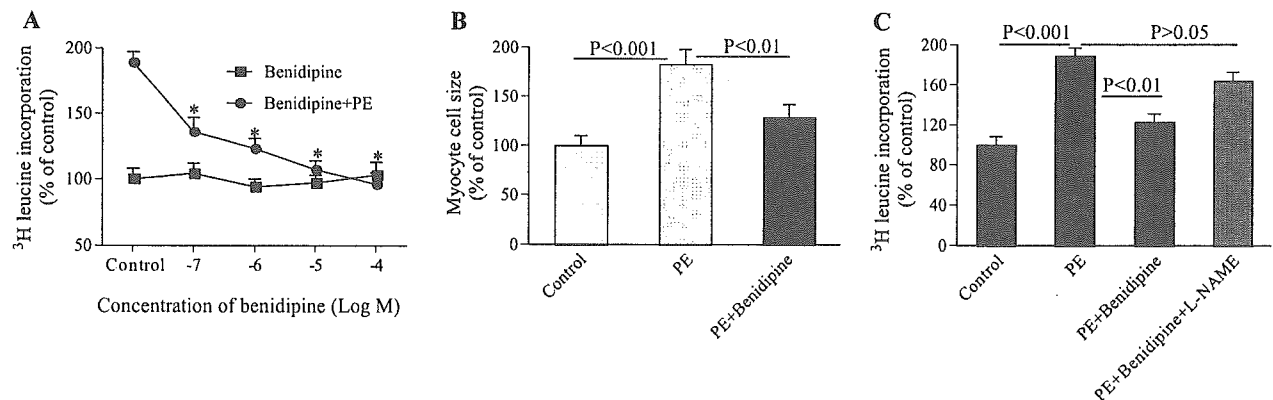 A
³H leucine incorporation
(% of control)
200
150
100
50
Benidipine
Benidipine+PE
*
*
*
*
Control
-7
-6
-5
-4
Concentration of benidipine (Log M)
B
Myocyte cell size
(% of control)
200
150
100
50
0
P<0.001
P<0.01
Control
PE
PE+Benidipine
C
³H leucine incorporation
(% of control)
200
160
120
80
40
0
P<0.001
P>0.05
P<0.01
Control
PE
PE+Benidipine
PE+Benidipine+L-NAME